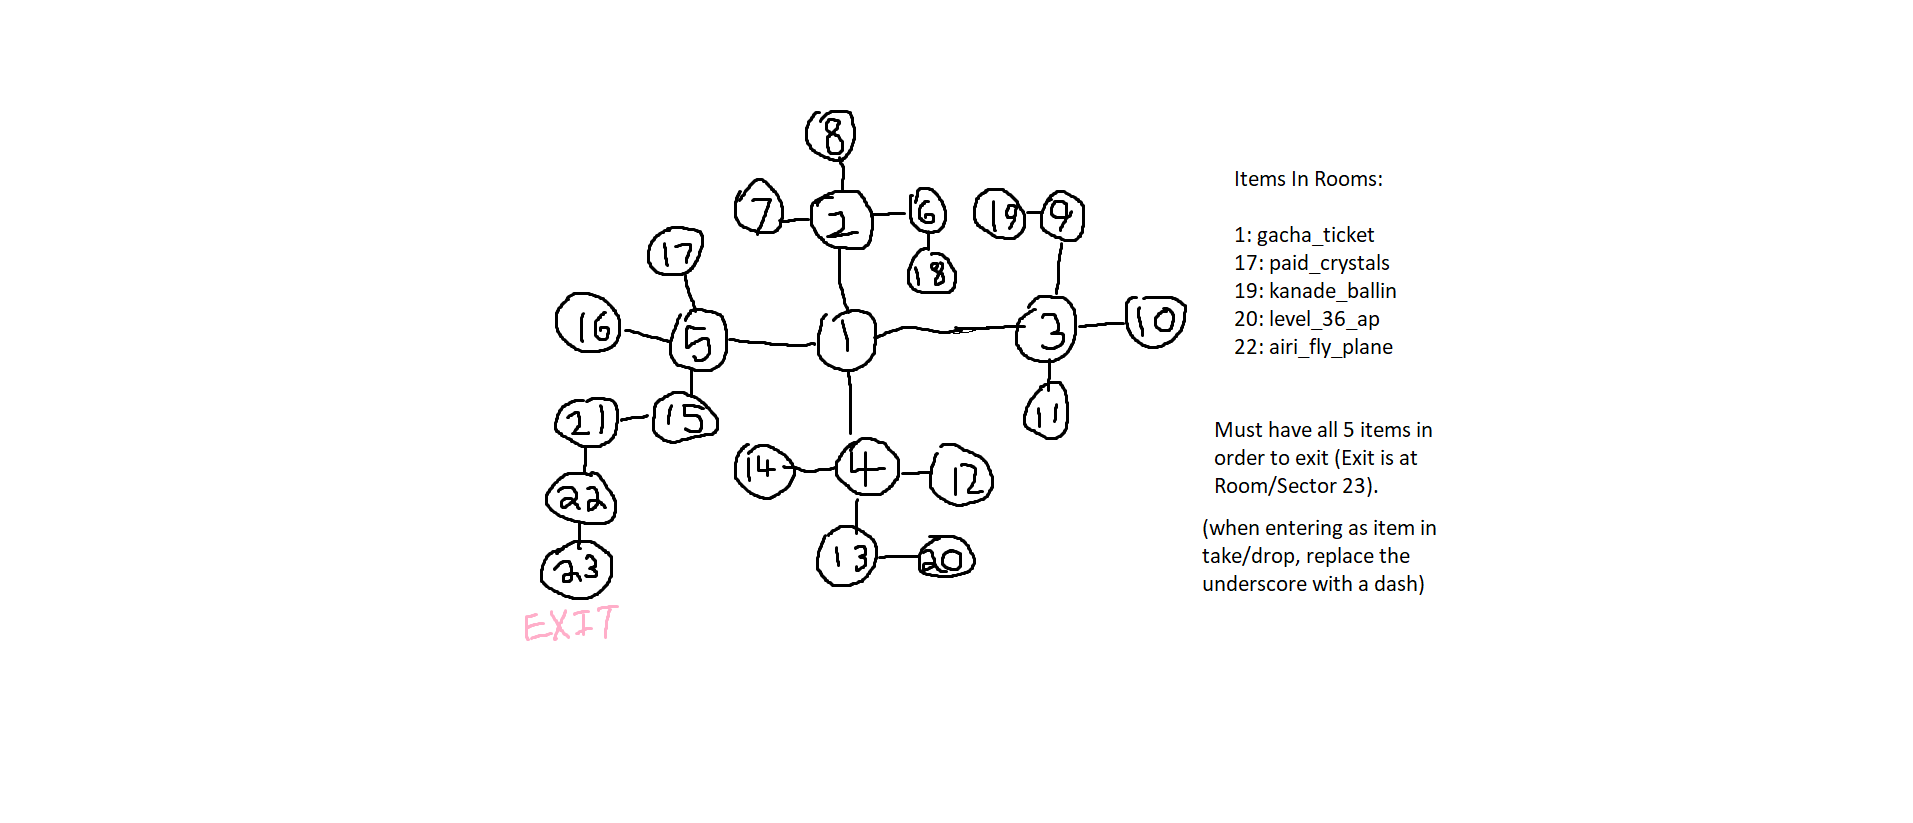 8
7
2
6
19
9
17
18
16
5
1
3
10
21
15
11
14
4
12
22
13
20
23
EXIT
Items In Rooms:
1: gacha_ticket
17: paid_crystals
19: kanade_ballin
20: level_36_ap
22: airi_fly_plane
Must have all 5 items in
order to exit (Exit is at
Room/Sector 23).
(when entering as item in
take/drop, replace the
underscore with a dash)